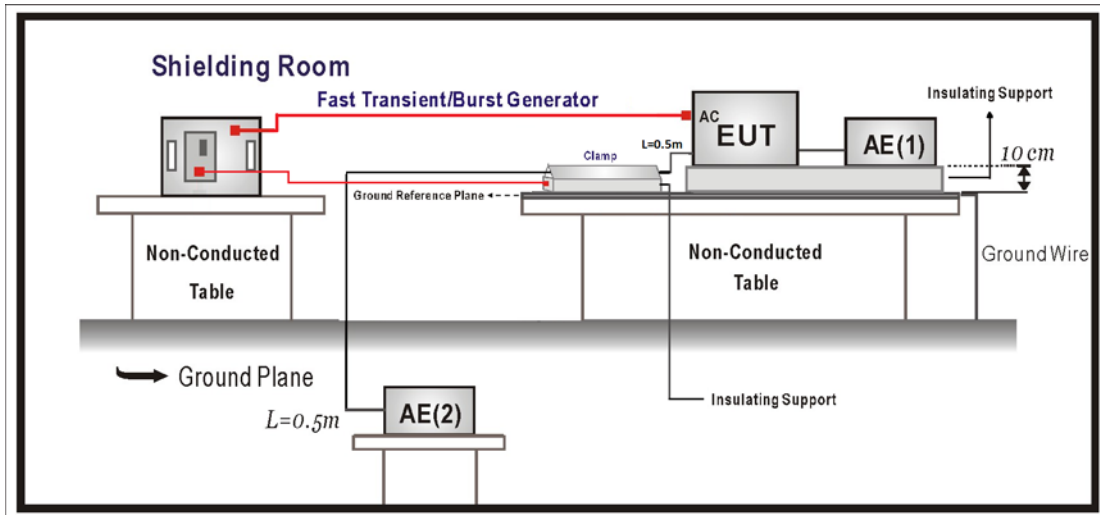 Shielding Room
Fast Transient/Burst Generator
Insulating Support
AC
EUT
AE(1)
L=0.5m
10 cm
Clamp
Ground Reference Plane
Non-Conducted
Table
Non-Conducted
Table
Ground Wire
Ground Plane
L=0.5m
AE(2)
Insulating Support